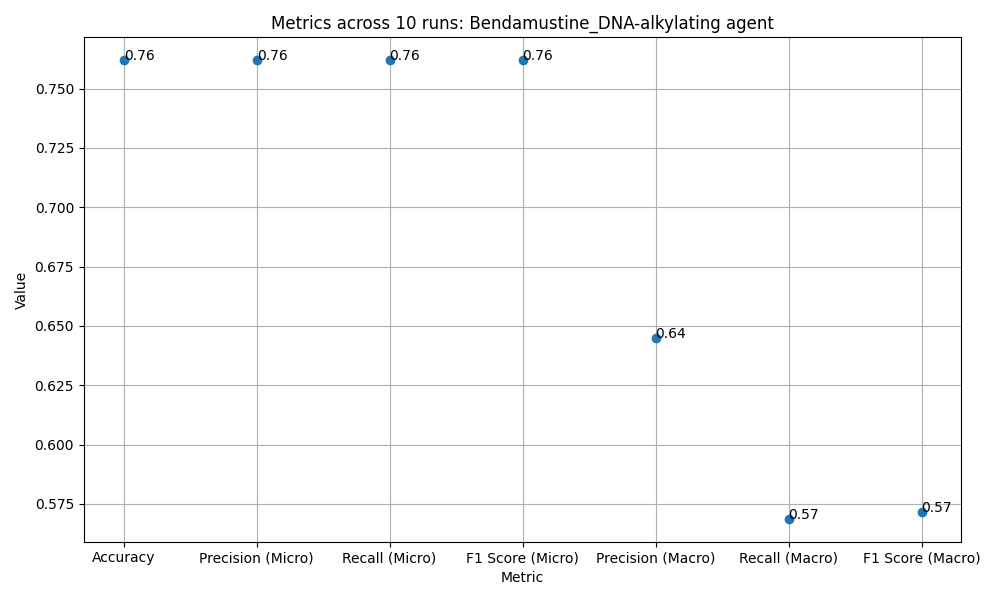 Metrics across 10 runs: Bendamustine_DNA-alkylating agent
0.76 0.76 0.76 0.76
0.750
0.725
0.700
0.675
0.650
0.64
0.625
0.600
0.575
0.57 0.57
Value
Accuracy Precision (Micro) Recall (Micro) F1 Score (Micro) Precision (Macro) Recall (Macro) F1 Score (Macro)
Metric